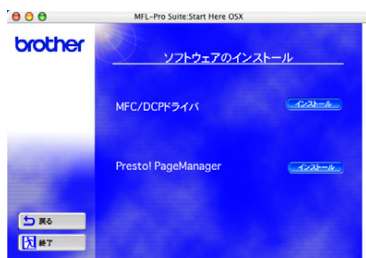 MFL-Pro Suite:Start Here OSX
brother
ソフトウェアのインストール
MFC/DCPドライバ
インストール
Presto! PageManager
インストール
戻る
終了